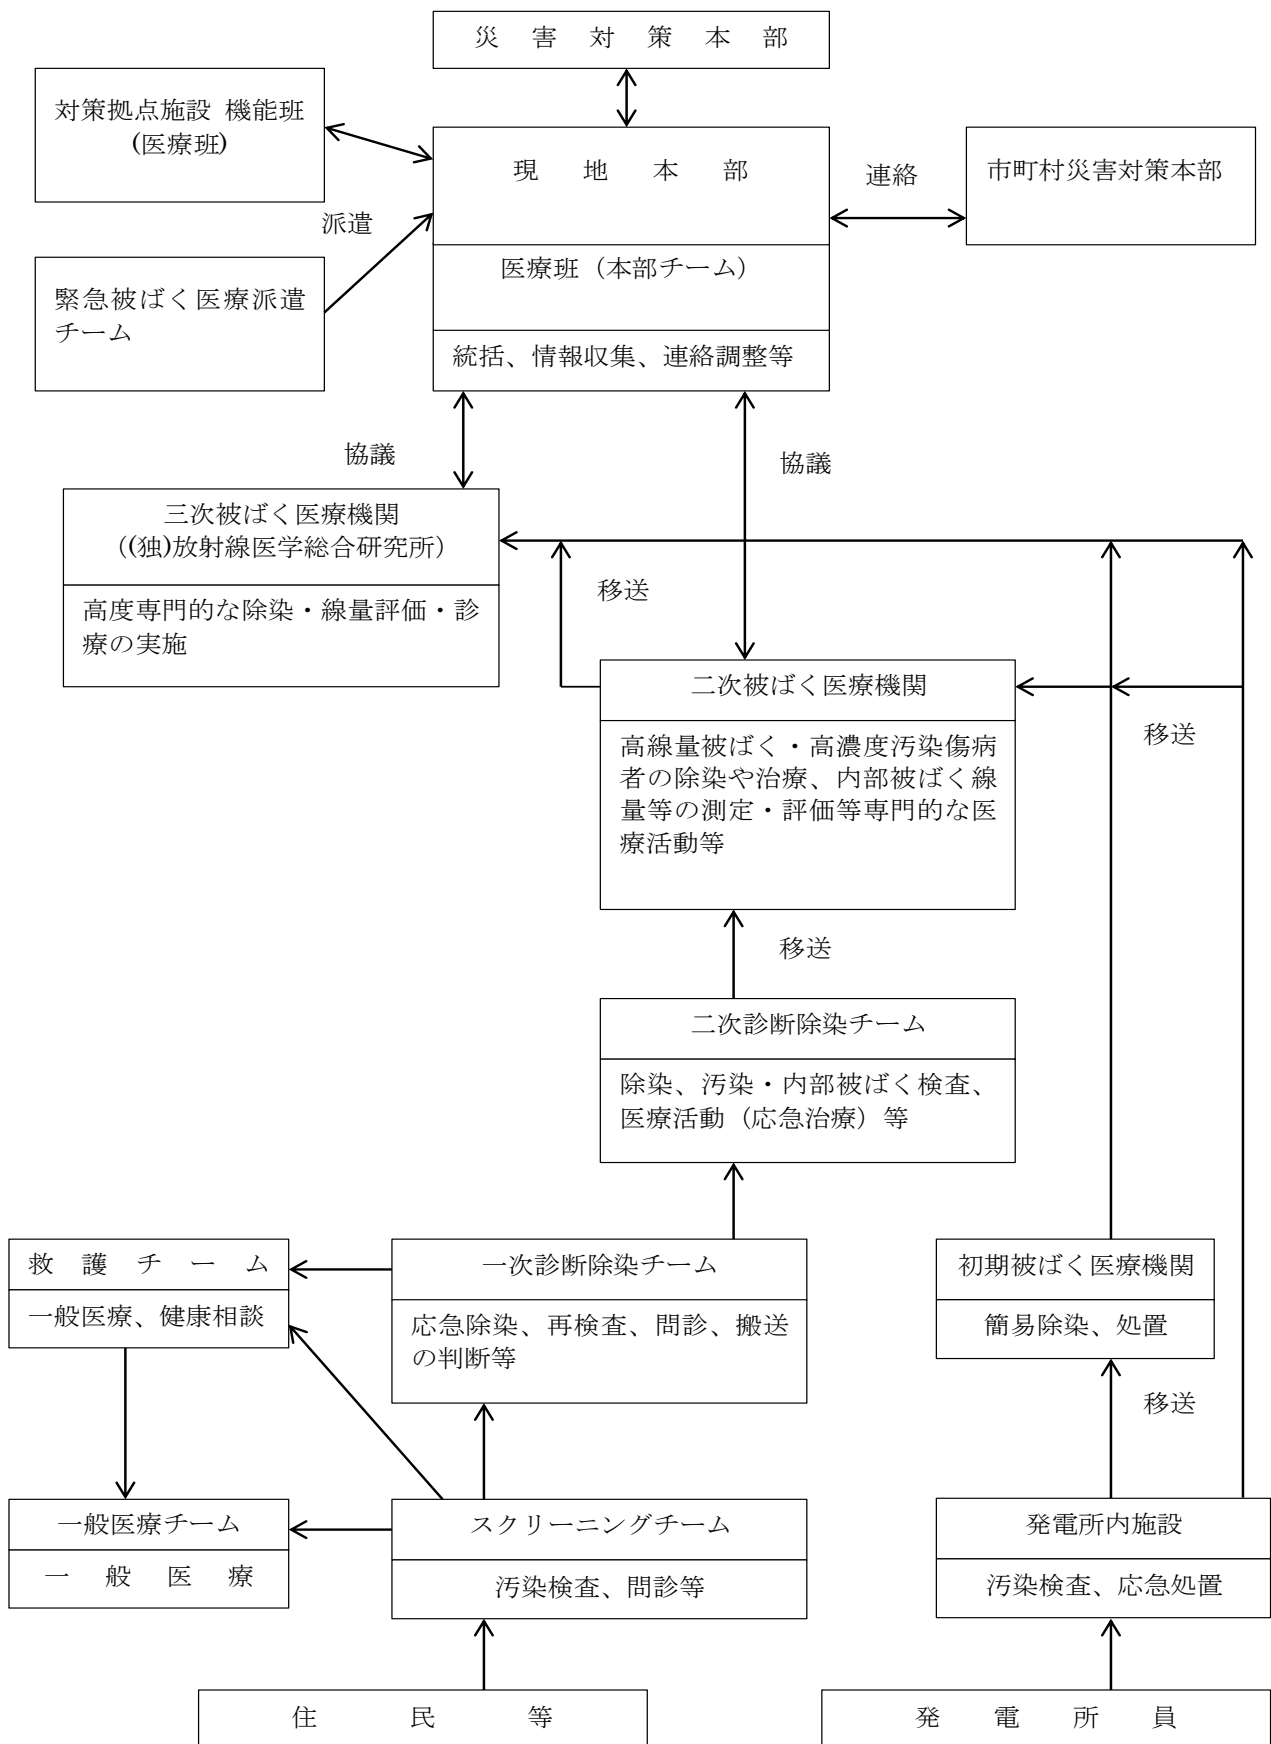 災害対策本部
対策拠点施設 機能班
(医療班)
現地本部
連絡
市町村災害対策本部
派遣
医療班（本部チーム）
緊急被ばく医療派遣
チーム
統括、情報収集、連絡調整等
協議
協議
三次被ばく医療機関
（(独)放射線医学総合研究所）
移送
高度専門的な除染・線量評価・診
療の実施
二次被ばく医療機関
移送
高線量被ばく・高濃度汚染傷病
者の除染や治療、内部被ばく線
量等の測定・評価等専門的な医
療活動等
移送
二次診断除染チーム
除染、汚染・内部被ばく検査、
医療活動（応急治療）等
救護チーム
一般医療、健康相談
一次診断除染チーム
応急除染、再検査、問診、搬送
の判断等
初期被ばく医療機関
簡易除染、処置
移送
一般医療チーム
一般医療
スクリーニングチーム
汚染検査、問診等
発電所内施設
汚染検査、応急処置
住民等
発電所員